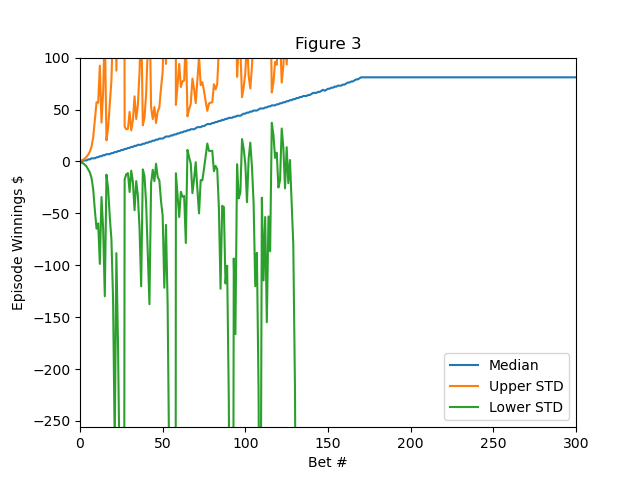 Figure 3
Episode Winnings $
100
50
0
−50
−100
−150
−200
−250
0 50 100 150 200 250 300
Bet #
Median
Upper STD
Lower STD